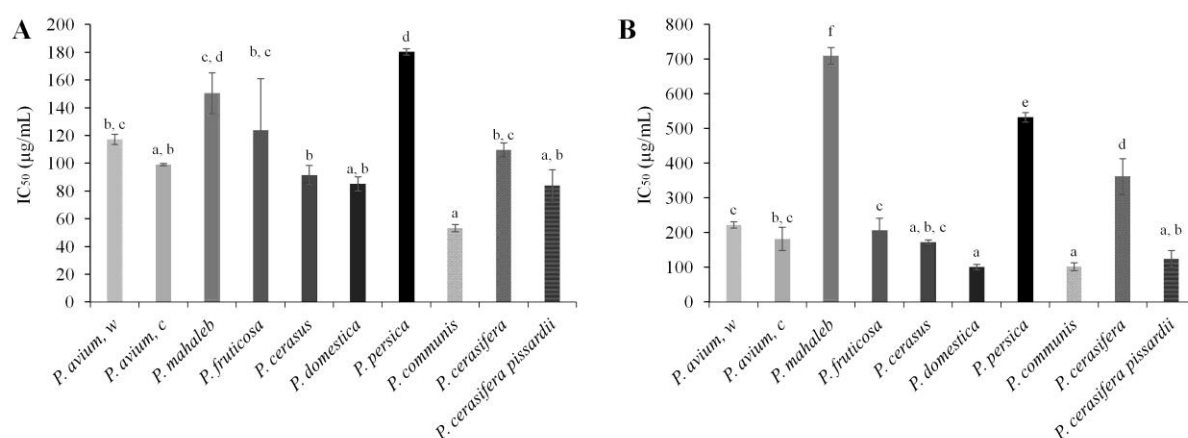 A
IC₅₀ (µg/mL)
200
180
160
140
120
100
80
60
40
20
0
b, c
a, b
c, d
b, c
b
a, b
d
a
b, c
a, b
P. avium, w
P. avium, c
P. mahaleb
P. fruticosa
P. cerasus
P. domestica
P. persica
P. communis
P. cerasifera
P. cerasifera pissardii
B
IC₅₀ (µg/mL)
800
700
600
500
400
300
200
100
0
c
b, c
f
c
a, b, c
a
e
a
d
a, b
P. avium, w
P. avium, c
P. mahaleb
P. fruticosa
P. cerasus
P. domestica
P. persica
P. communis
P. cerasifera
P. cerasifera pissardii